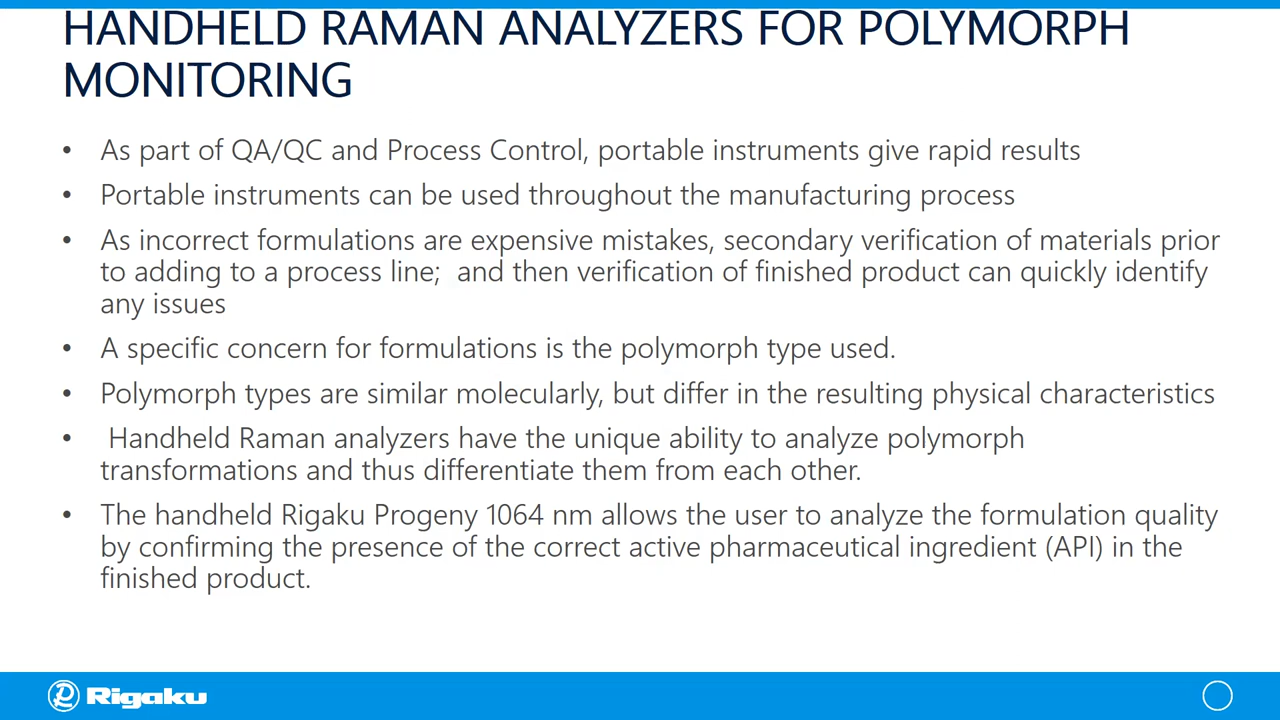 HANDHELD RAMAN ANALYZERS FOR POLYMORPH
MONITORING
• As part of QA/QC and Process Control, portable instruments give rapid results
• Portable instruments can be used throughout the manufacturing process
• As incorrect formulations are expensive mistakes, secondary verification of materials prior
to adding to a process line;  and then verification of finished product can quickly identify
any issues
• A specific concern for formulations is the polymorph type used.
• Polymorph types are similar molecularly, but differ in the resulting physical characteristics
• Handheld Raman analyzers have the unique ability to analyze polymorph
transformations and thus differentiate them from each other.
• The handheld Rigaku Progeny 1064 nm allows the user to analyze the formulation quality
by confirming the presence of the correct active pharmaceutical ingredient (API) in the
finished product.
Rigaku